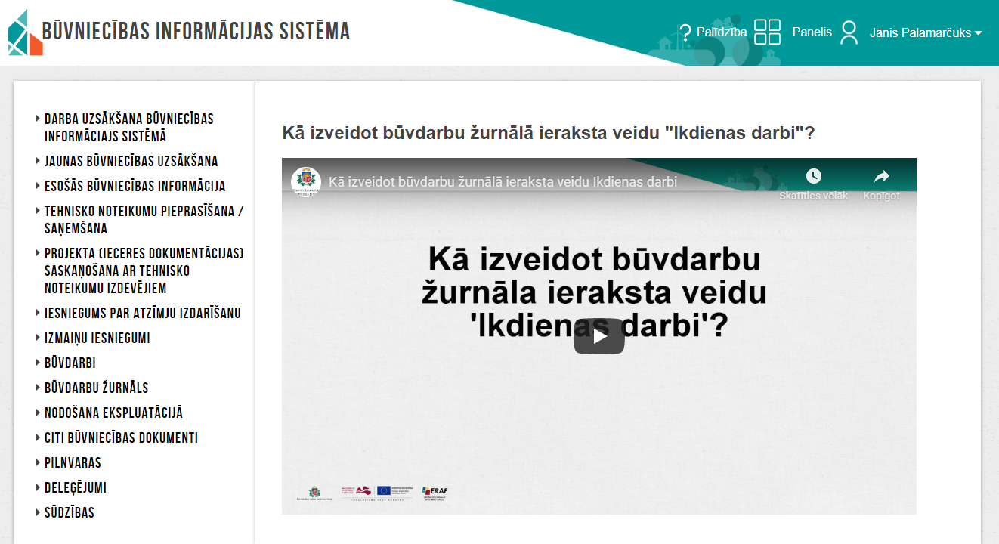 BŪVNIECĪBAS INFORMĀCIJAS SISTĒMA
Palīdzība
Panelis
Jānis Palamarčuks
DARBA UZSĀKŠANA BŪVNIECĪBAS
INFORMĀCIAJS SISTĒMĀ
JAUNAS BŪVNIECĪBAS UZSĀKŠANA
ESOŠĀS BŪVNIECĪBAS INFORMĀCIJA
TEHNISKO NOTEIKUMU PIEPRASĪŠANA /
SAŅEMŠANA
PROJEKTA (IECERES DOKUMENTĀCIJAS)
SASKAŅOŠANA AR TEHNISKO
NOTEIKUMU IZDEVĒJIEM
IESNIEGUMS PAR ATZĪMJU IZDARĪŠANU
IZMAIŅU IESNIEGUMI
BŪVDARBI
BŪVDARBU ŽURNĀLS
NODOŠANA EKSPLUATĀCIJĀ
CITI BŪVNIECĪBAS DOKUMENTI
PILNVARAS
DELEĢĒJUMI
SŪDZĪBAS
Kā izveidot būvdarbu žurnālā ieraksta veidu "Ikdienas darbi"?
Kā izveidot būvdarbu žurnālā ieraksta veidu Ikdienas darbi
Skatīties vēlāk
Kopīgot
Kā izveidot būvdarbu
žurnāla ieraksta veidu
'Ikdienas darbi'?
ERAF